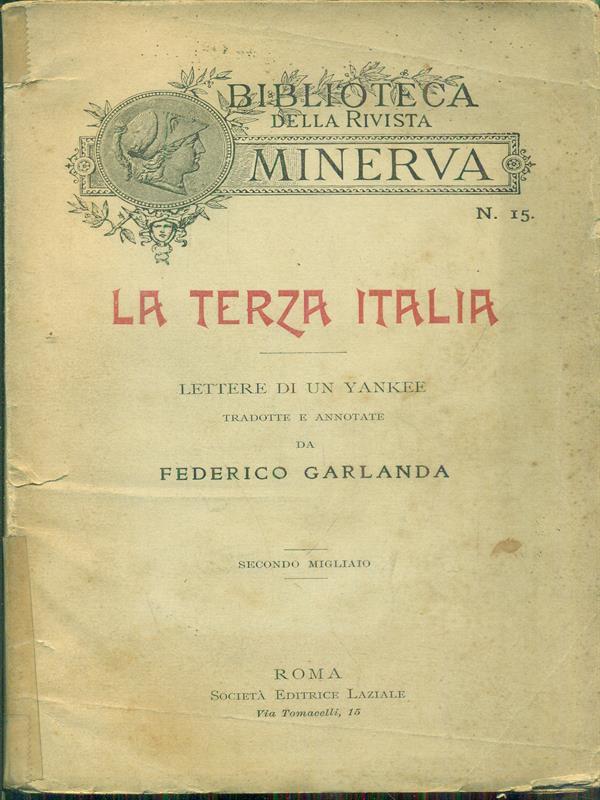 BIBLIOTECA
DELLA RIVISTA
MINERVA
N. 15.
LA TERZA ITALIA
LETTERE DI UN YANKEE
TRADOTTE E ANNOTATE
DA
FEDERICO GARLANDA
SECONDO MIGLIAIO
ROMA
SOCIETÀ EDITRICE LAZIALE
Via Tomacelli, 15